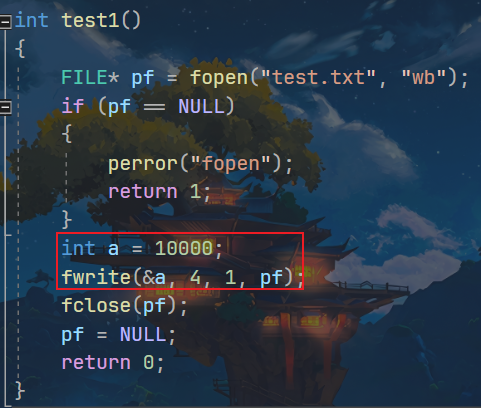 int test1()
{
FILE* pf = fopen("test.txt", "wb");
if (pf == NULL)
{
perror("fopen");
return 1;
}
int a = 10000;
fwrite(&a, 4, 1, pf);
fclose(pf);
pf = NULL;
return 0;
}